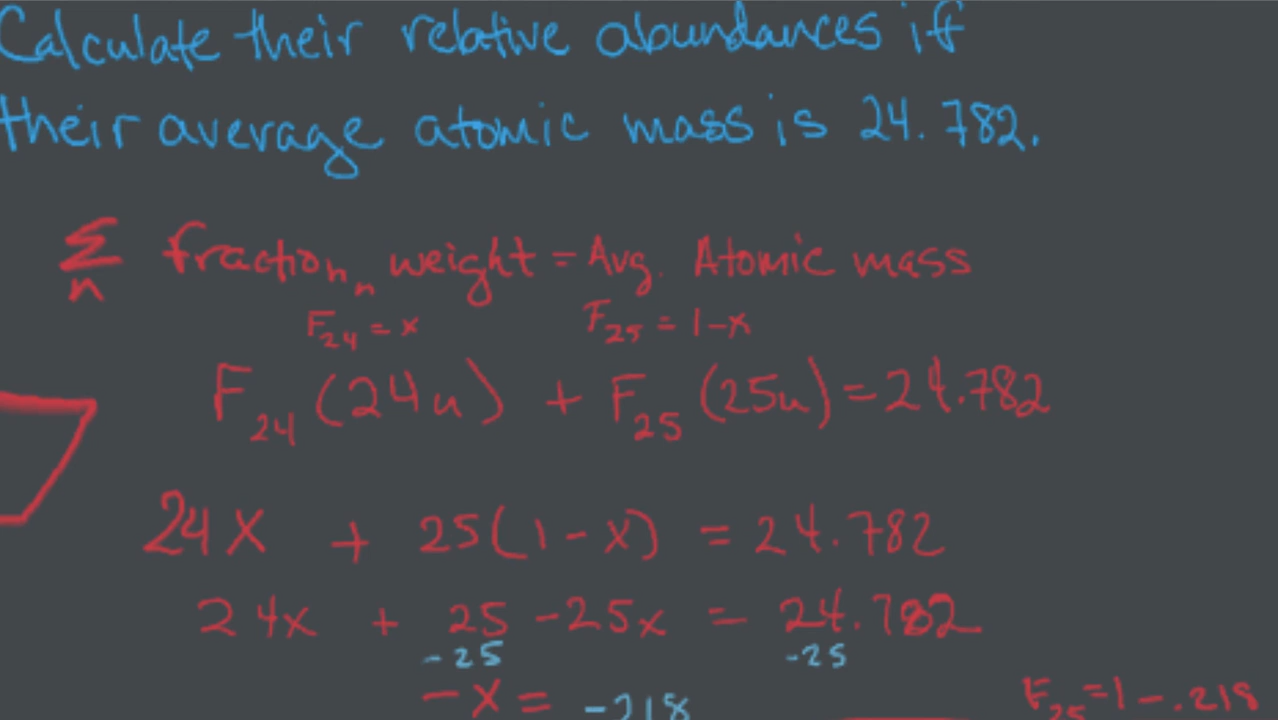 Calculate their relative abundances if
their average atomic mass is 24.782.
Σ n fraction n weight n = Avg. Atomic mass
F24 = x F25 = 1-x
F24 (24u) + F25 (25u) = 24.782
24x + 25(1-x) = 24.782
24x + 25 -25x = 24.782
-25 -25
-x = -218 F25 = 1 - .218